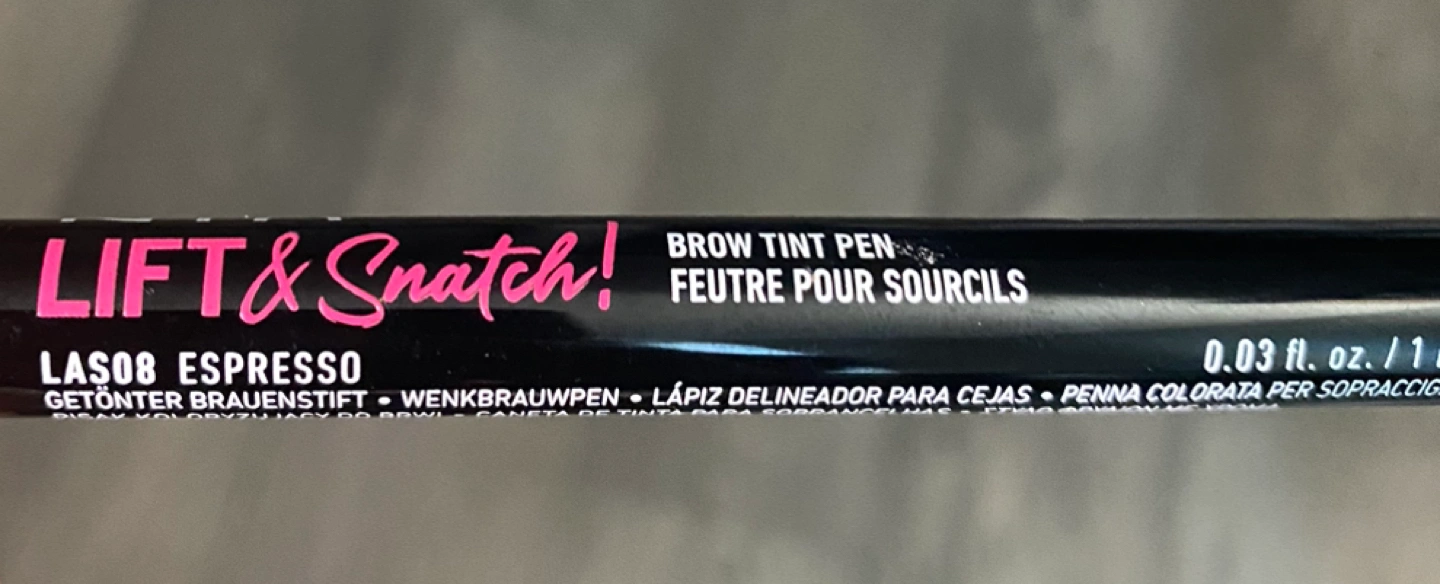 LIFT & Snatch!
BROW TINT PEN
FEUTRE POUR SOURCILS
LAS08 ESPRESSO
0.03 fl. oz. / 1
GETÖNTER BRAUENSTIFT • WENKBRAUWPEN • LÁPIZ DELINEADOR PARA CEJAS • PENNA COLORATA PER